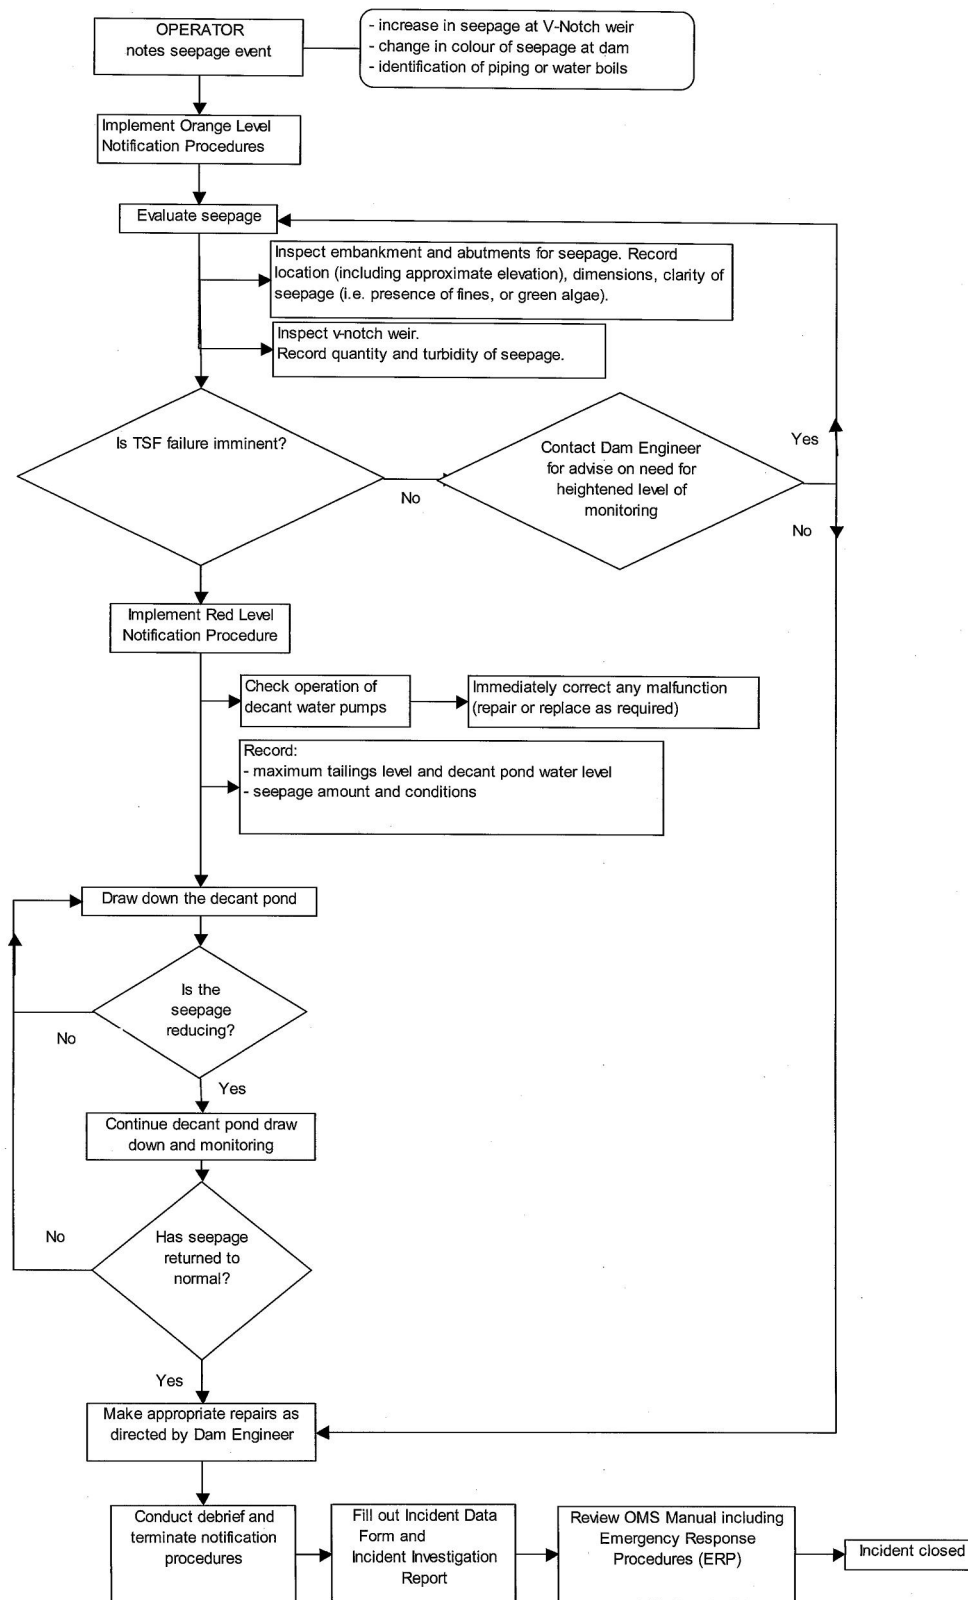 OPERATOR
notes seepage event
- increase in seepage at V-Notch weir
- change in colour of seepage at dam
- identification of piping or water boils
Implement Orange Level
Notification Procedures
Evaluate seepage
Inspect embankment and abutments for seepage. Record
location (including approximate elevation), dimensions, clarity of
seepage (i.e. presence of fines, or green algae).
Inspect v-notch weir.
Record quantity and turbidity of seepage.
Is TSF failure imminent?
No
Contact Dam Engineer
for advise on need for
heightened level of
monitoring
Yes
No
Implement Red Level
Notification Procedure
Check operation of
decant water pumps
Immediately correct any malfunction
(repair or replace as required)
Record:
- maximum tailings level and decant pond water level
- seepage amount and conditions
Draw down the decant pond
Is the
seepage
reducing?
No
Yes
Continue decant pond draw
down and monitoring
Has seepage
returned to
normal?
No
Yes
Make appropriate repairs as
directed by Dam Engineer
Conduct debrief and
terminate notification
procedures
Fill out Incident Data
Form and
Incident Investigation
Report
Review OMS Manual including
Emergency Response
Procedures (ERP)
Incident closed